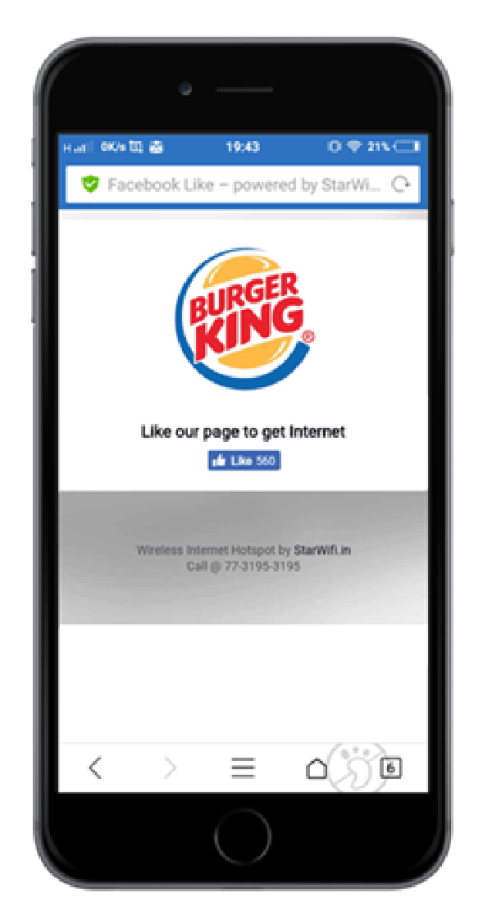 H 0K/s 19:43 21%
Facebook Like – powered by StarWi...
BURGER
KING
®
Like our page to get Internet
Like 560
Wireless Internet Hotspot by StarWifi.in
Call @ 77-3195-3195
6